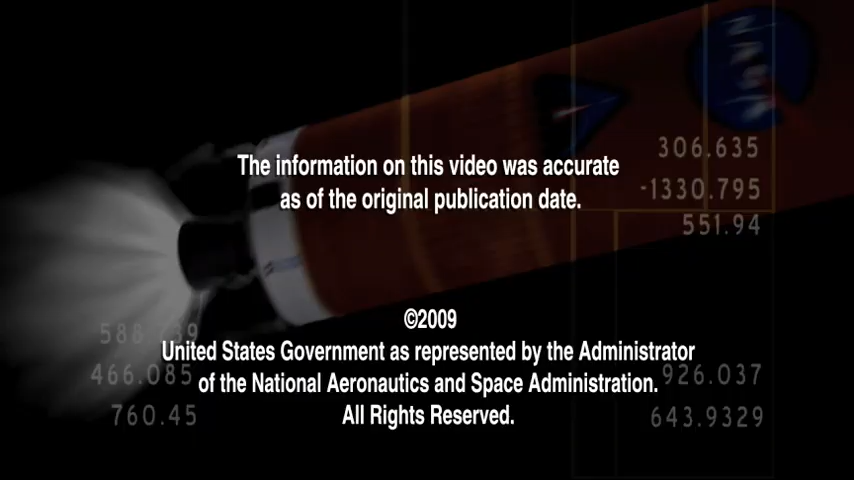 NASA
306.635
-1330.795
551.94
The information on this video was accurate
as of the original publication date.
©2009
United States Government as represented by the Administrator
of the National Aeronautics and Space Administration.
All Rights Reserved.
466.085
760.45
926.037
643.9329